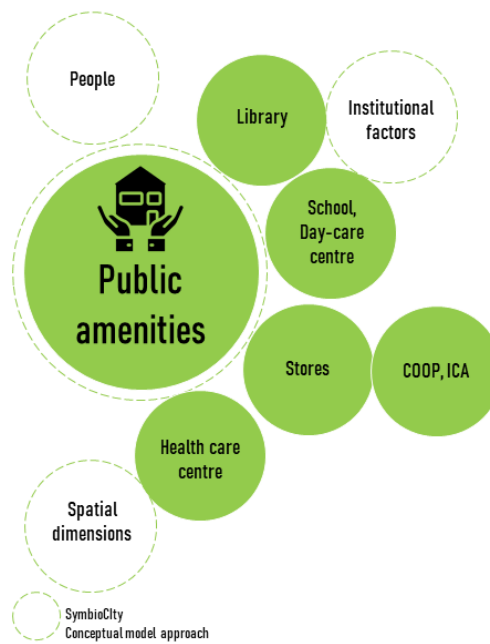 People
Library
Institutional
factors
School,
Day-care
centre
Public
amenities
Stores
COOP, ICA
Health care
centre
Spatial
dimensions
SymbioCIty
Conceptual model approach